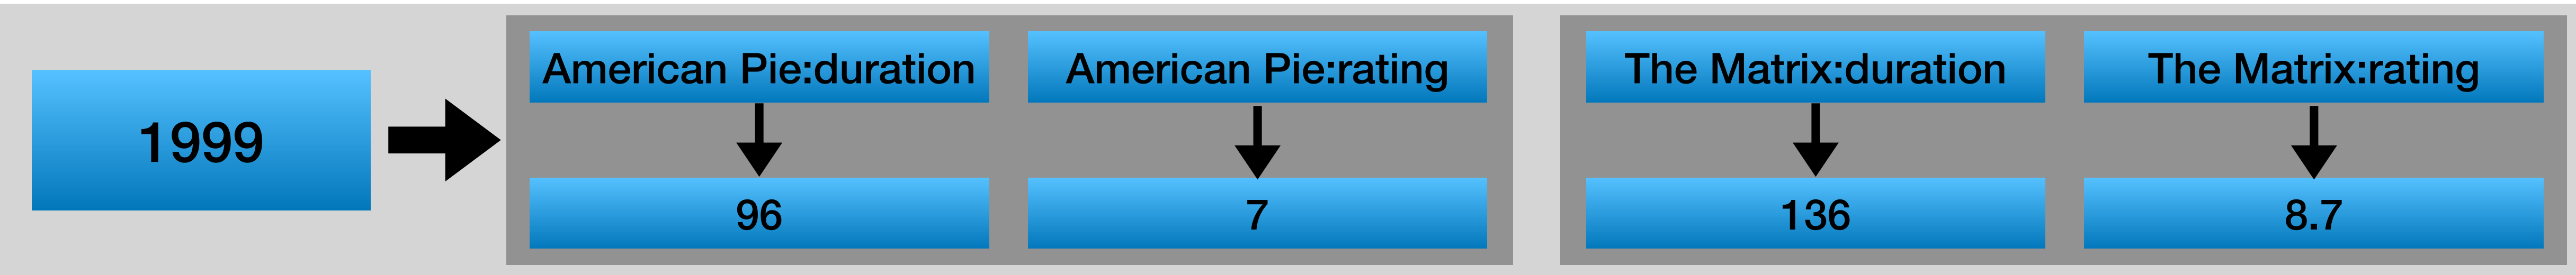 1999
American Pie:duration
American Pie:rating
The Matrix:duration
The Matrix:rating
96
7
136
8.7